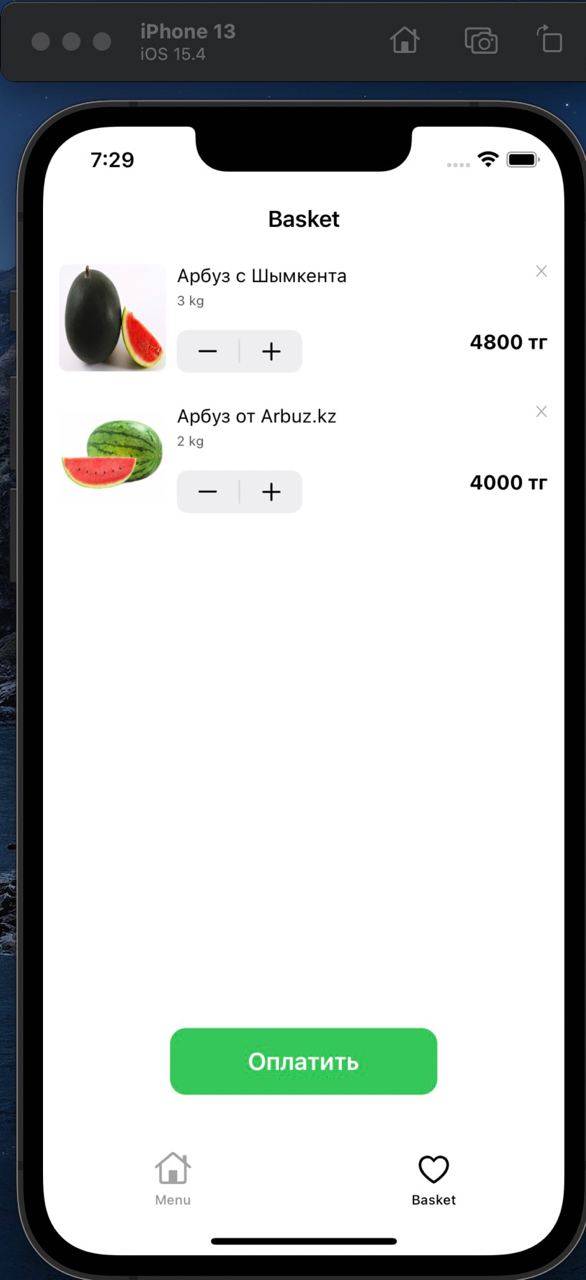 iPhone 13
iOS 15.4
7:29
Basket
Арбуз с Шымкента
3 kg
4800 тг
Арбуз от Arbuz.kz
2 kg
4000 тг
Оплатить
Menu
Basket